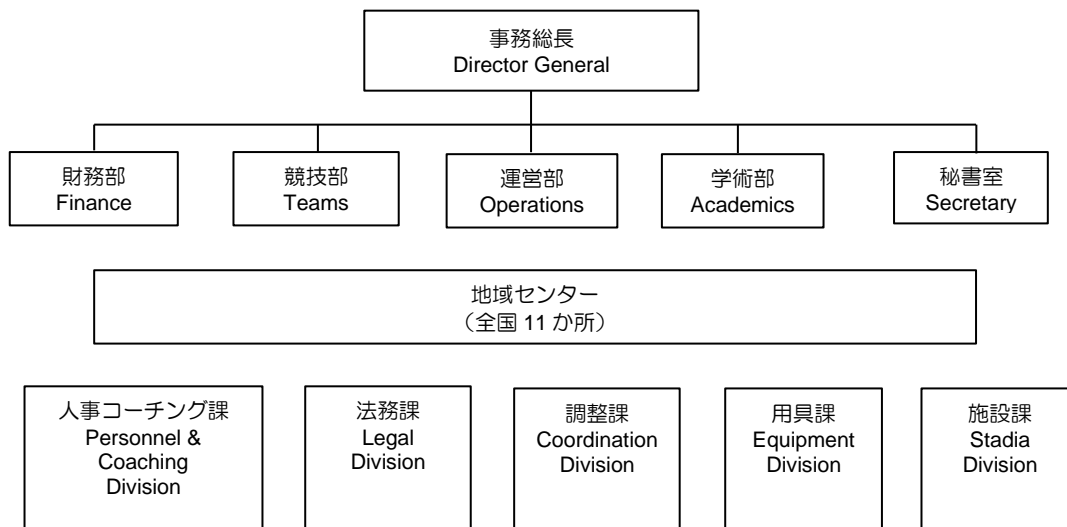 事務総長
Director General
財務部
Finance
競技部
Teams
運営部
Operations
学術部
Academics
秘書室
Secretary
地域センター
（全国 11 か所）
人事コーチング課
Personnel &
Coaching
Division
法務課
Legal
Division
調整課
Coordination
Division
用具課
Equipment
Division
施設課
Stadia
Division